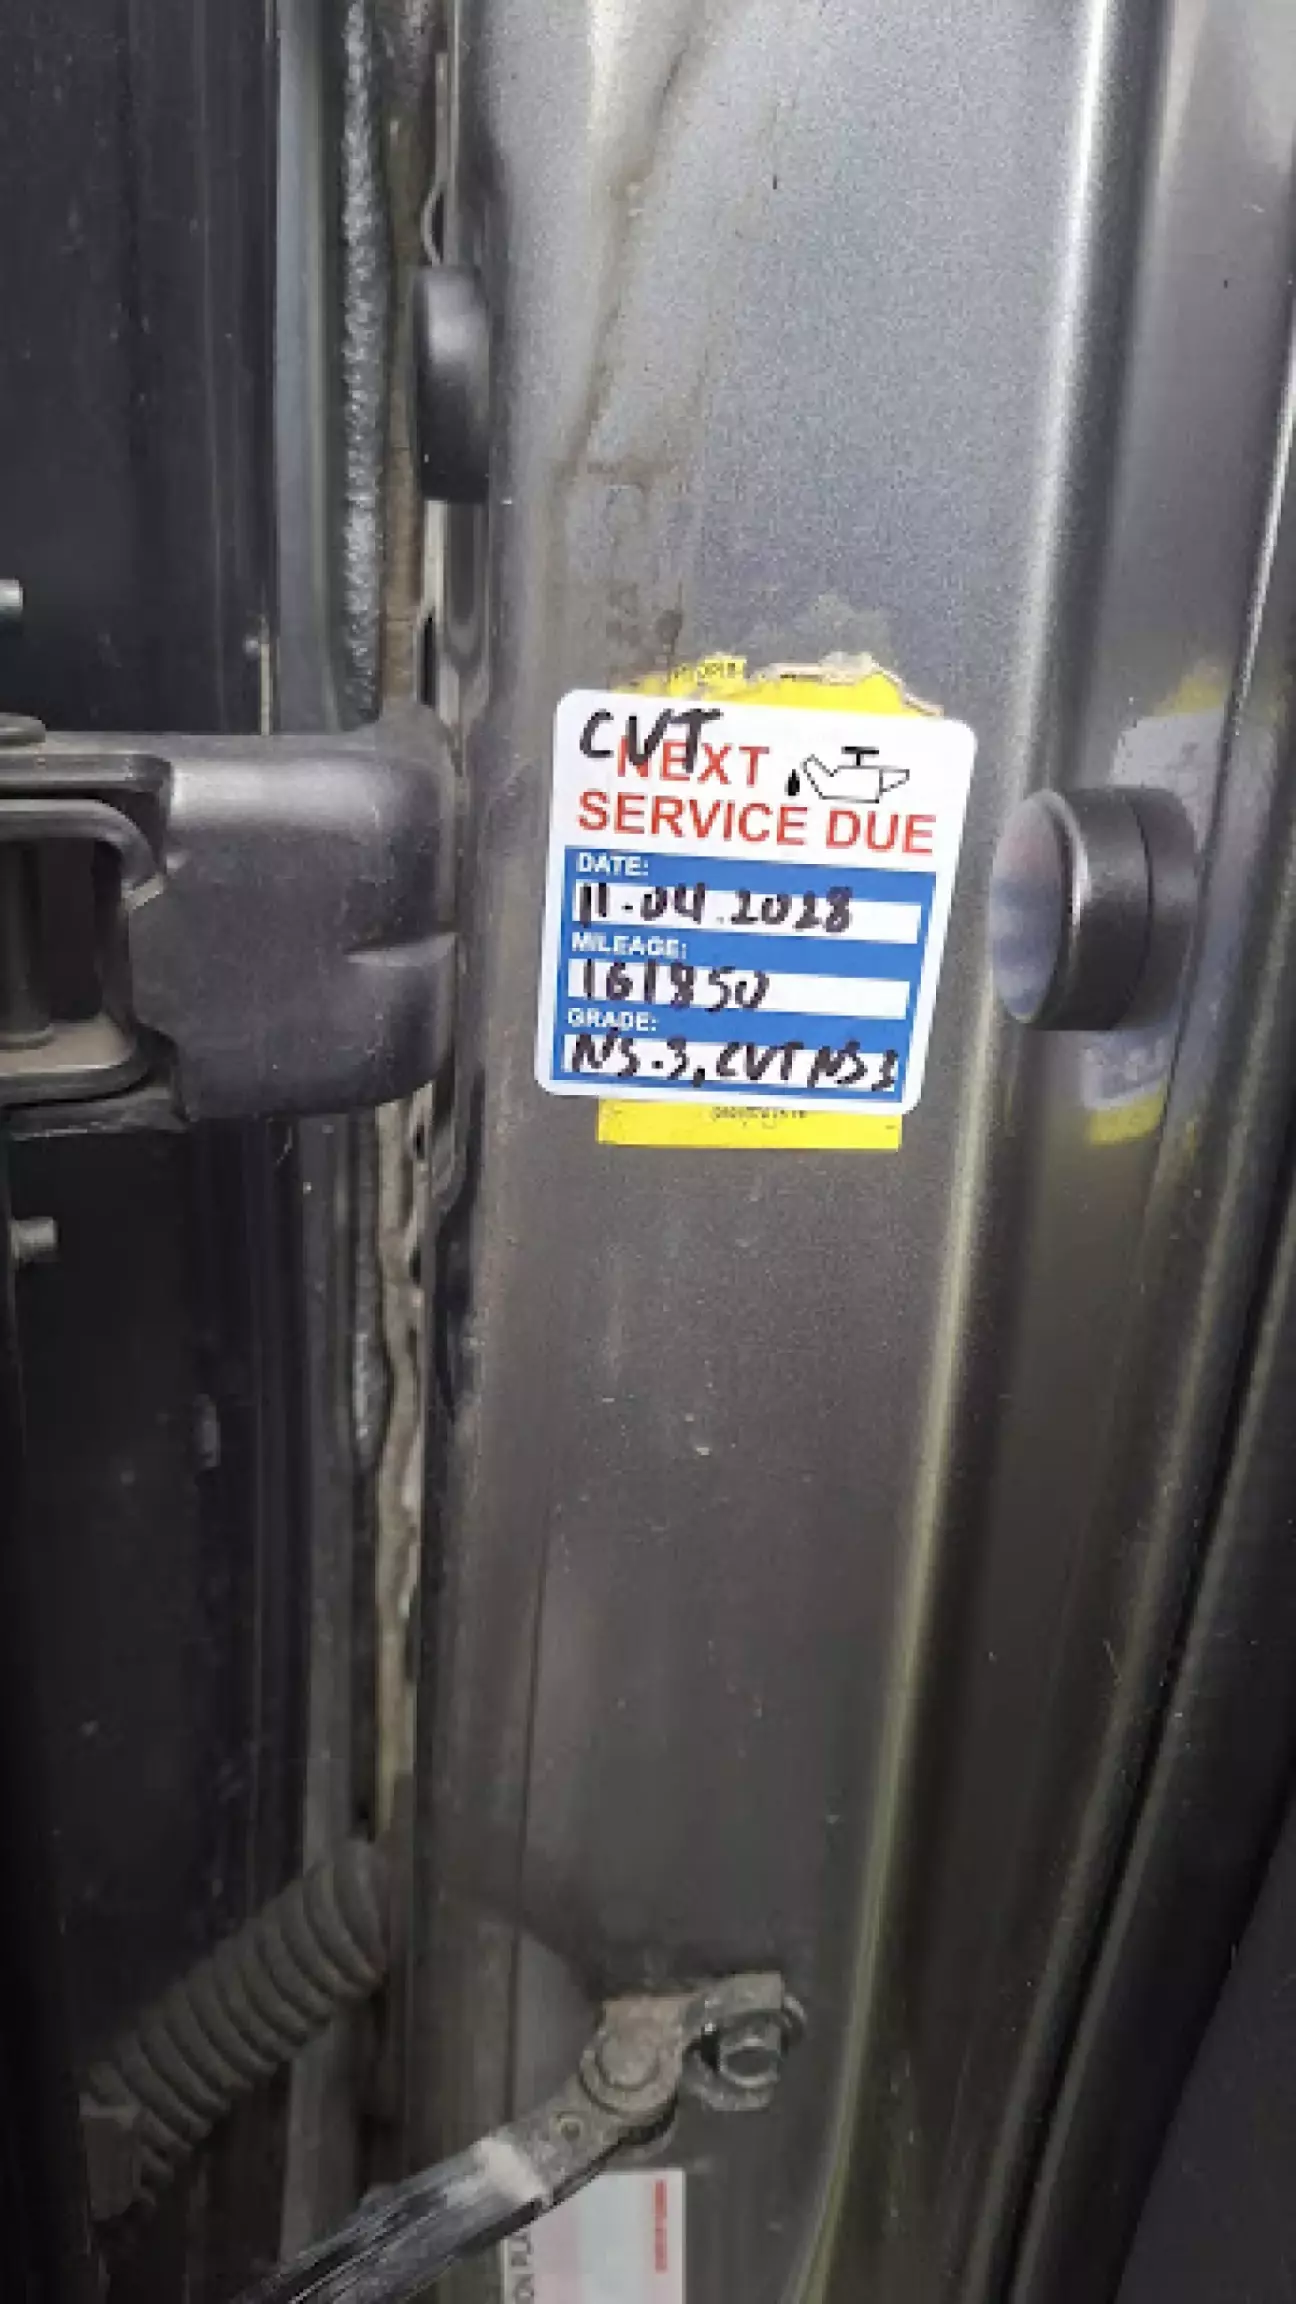 CVT
NEXT
SERVICE DUE
DATE:
11.04.2028
MILEAGE:
161850
GRADE:
NS.3, CVT NS3